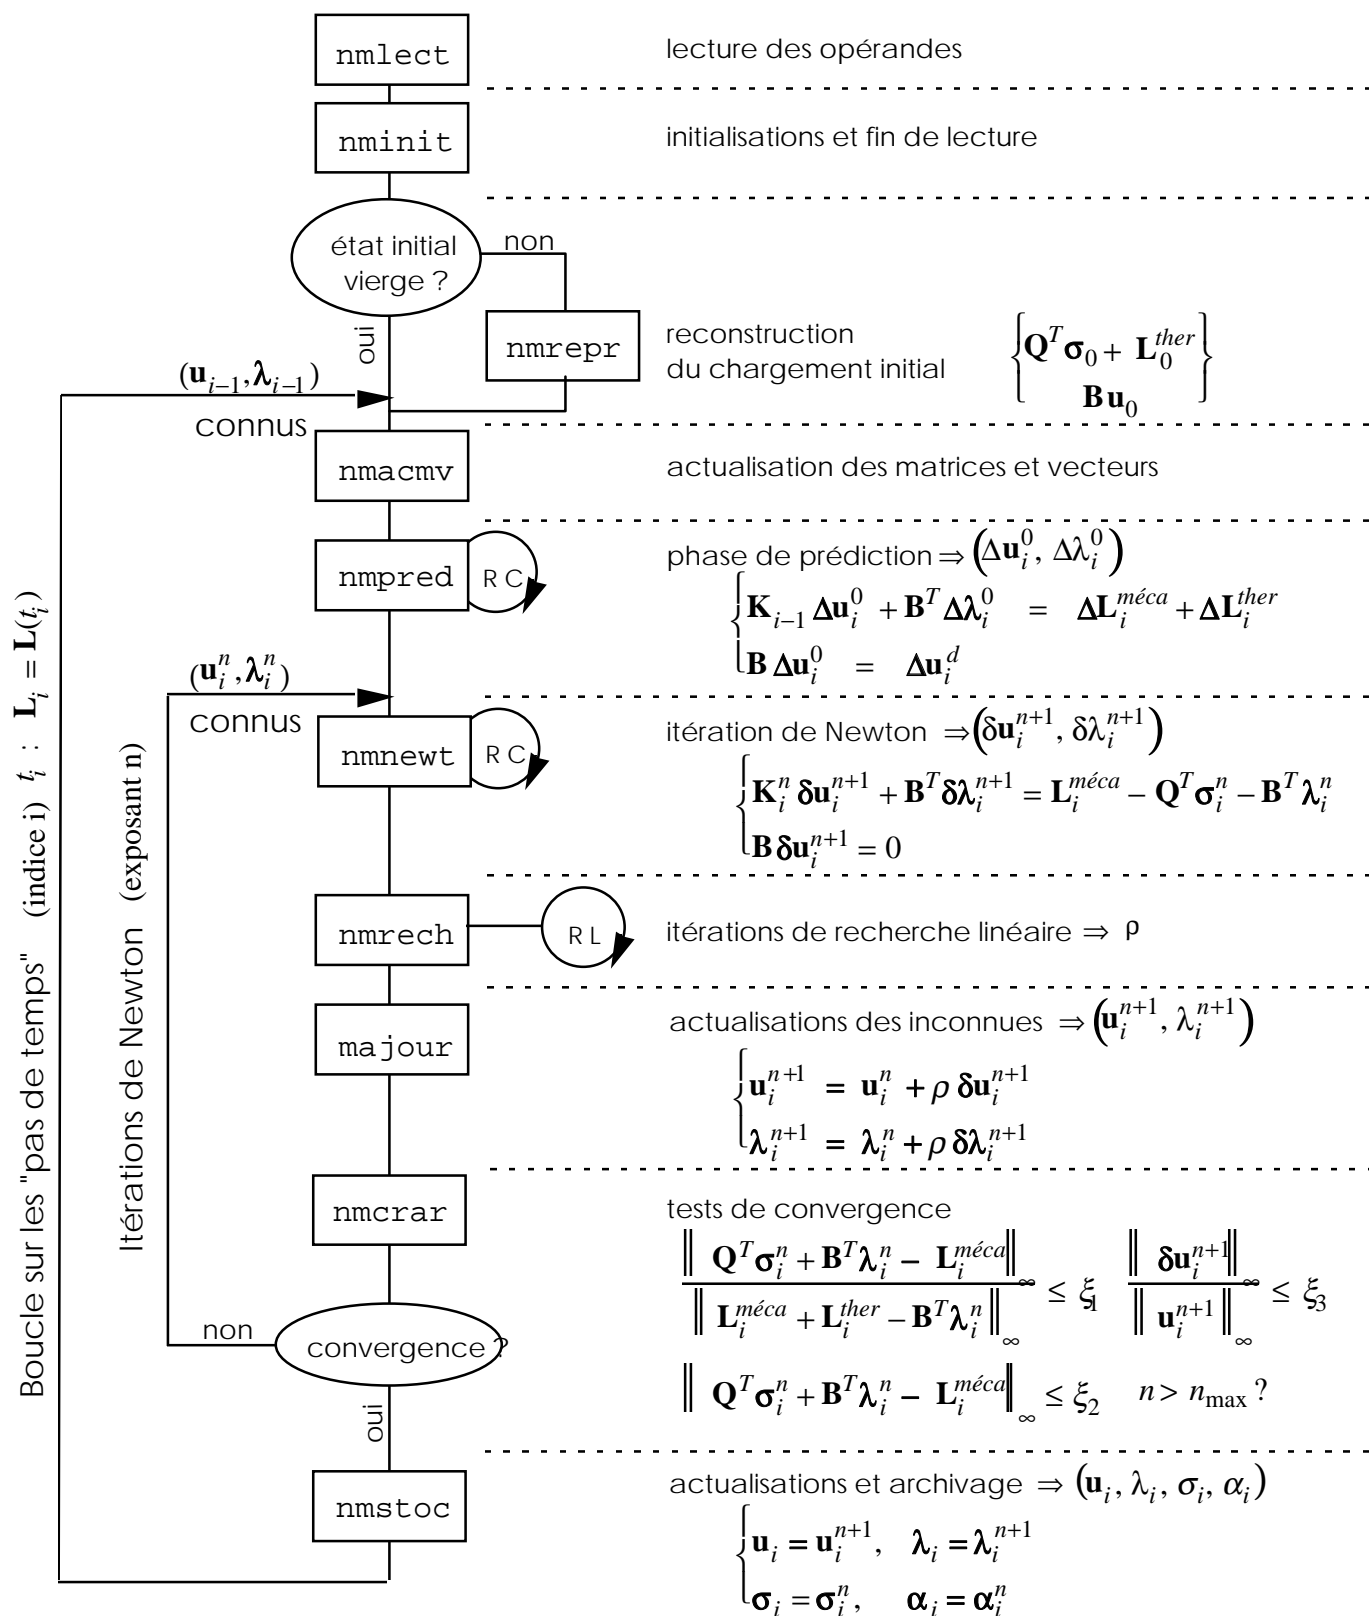 nmlect
lecture des opérandes
nminit
initialisations et fin de lecture
état initial
vierge ?
non
oui
nmrepr
reconstruction
du chargement initial
{ Q^T σ_0 + L_0^{ther}
B u_0 }
(u_{i–1}, λ_{i–1})
connus
nmacmv
actualisation des matrices et vecteurs
nmpred
R C
phase de prédiction ⇒ (Δu_i^0, Δλ_i^0)
K_{i–1} Δu_i^0 + B^T Δλ_i^0 = ΔL_i^{méca} + ΔL_i^{ther}
B Δu_i^0 = Δu_i^d
(u_i^n, λ_i^n)
connus
nmnewt
R C
itération de Newton ⇒ (δu_i^{n+1}, δλ_i^{n+1})
K_i^n δu_i^{n+1} + B^T δλ_i^{n+1} = L_i^{méca} – Q^T σ_i^n – B^T λ_i^n
B δu_i^{n+1} = 0
nmrech
R L
itérations de recherche linéaire ⇒ ρ
majour
actualisations des inconnues ⇒ (u_i^{n+1}, λ_i^{n+1})
u_i^{n+1} = u_i^n + ρ δu_i^{n+1}
λ_i^{n+1} = λ_i^n + ρ δλ_i^{n+1}
nmcrar
tests de convergence
‖ Q^T σ_i^n + B^T λ_i^n – L_i^{méca} ‖_∞ / ‖ L_i^{méca} + L_i^{ther} – B^T λ_i^n ‖_∞ ≤ ξ_1   ‖ δu_i^{n+1} ‖_∞ / ‖ u_i^{n+1} ‖_∞ ≤ ξ_3
‖ Q^T σ_i^n + B^T λ_i^n – L_i^{méca} ‖_∞ ≤ ξ_2   n > n_max ?
convergence ?
non
oui
nmstoc
actualisations et archivage ⇒ (u_i, λ_i, σ_i, α_i)
u_i = u_i^{n+1}, λ_i = λ_i^{n+1}
σ_i = σ_i^n, α_i = α_i^n
Itérations de Newton (exposant n)
Boucle sur les "pas de temps" (indice i) t_i : L_i = L(t_i)